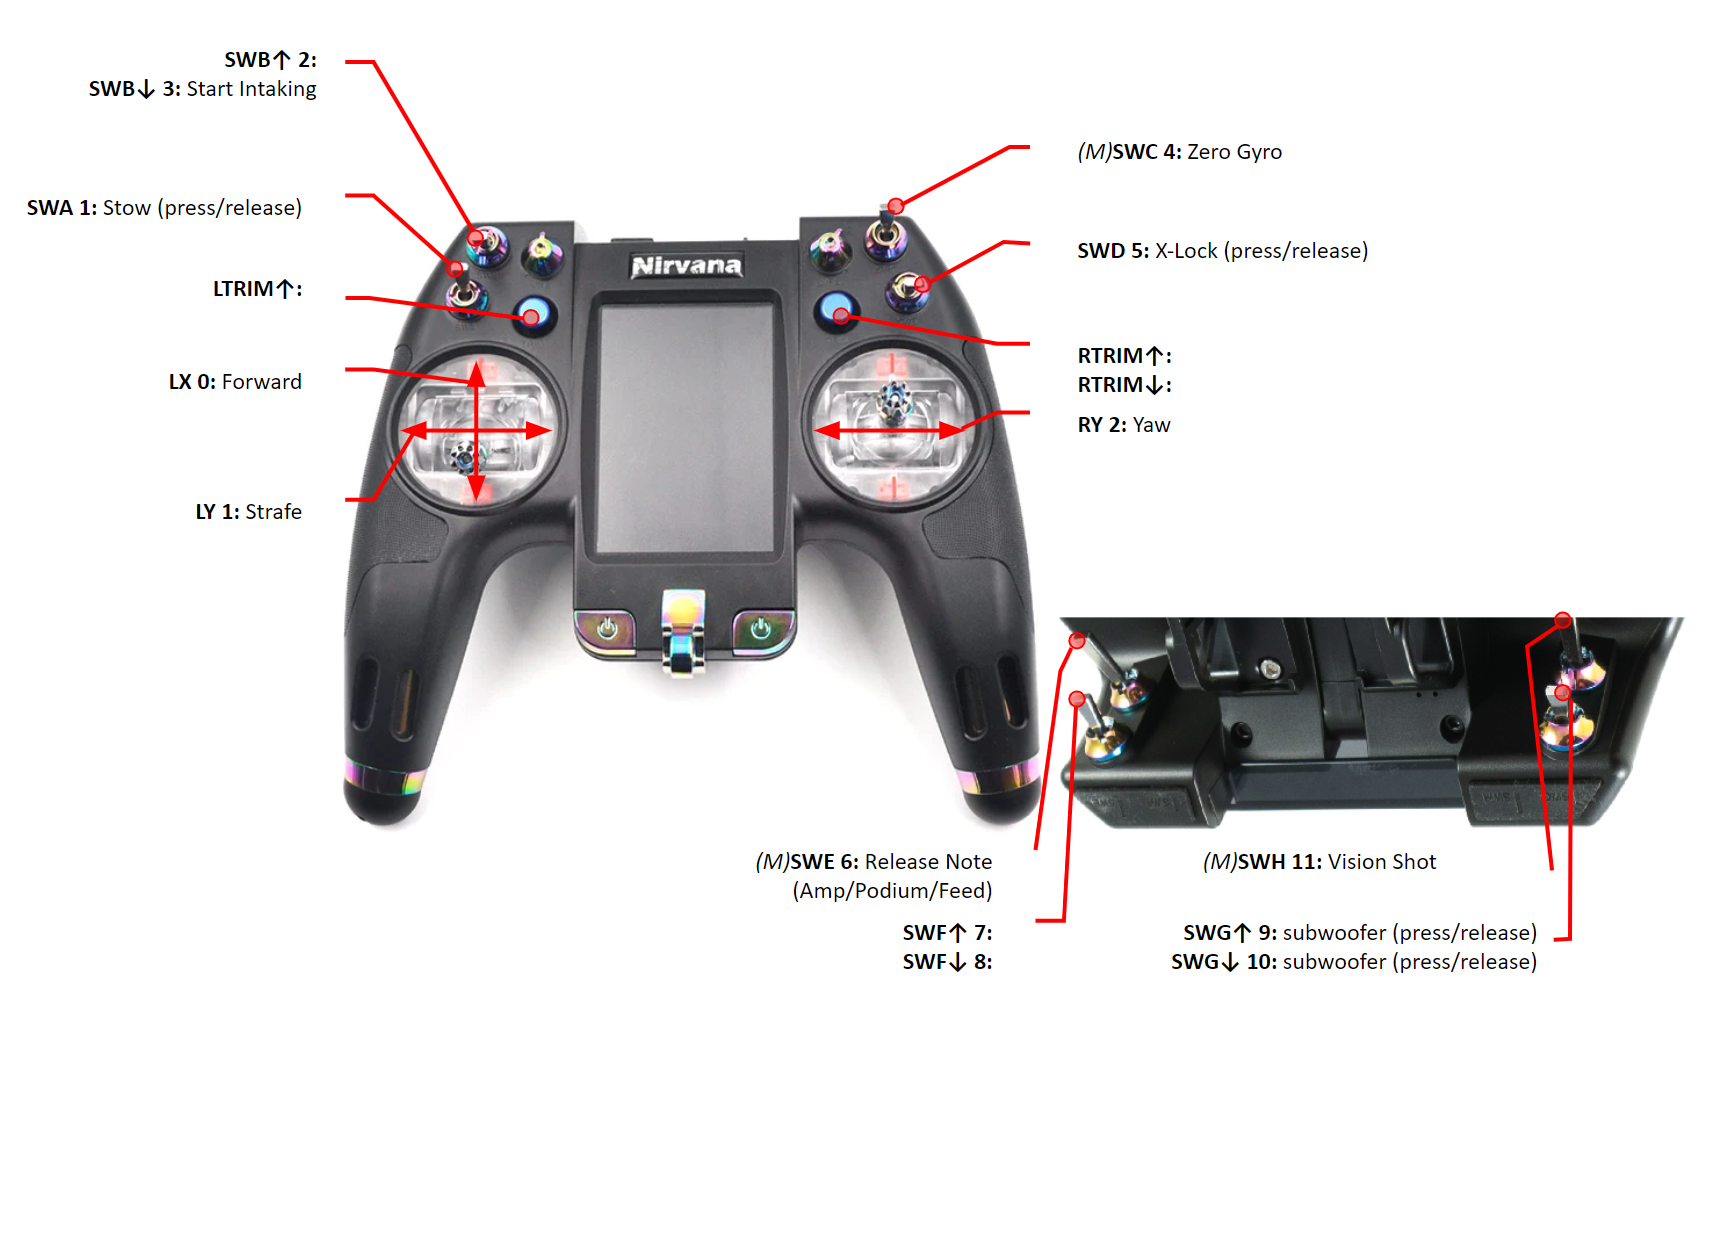 SWB↑ 2:
SWB↓ 3: Start Intaking
(M)SWC 4: Zero Gyro
SWA 1: Stow (press/release)
SWD 5: X-Lock (press/release)
Nirvana
LTRIM↑:
RTRIM↑:
RTRIM↓:
LX 0: Forward
RY 2: Yaw
LY 1: Strafe
(M)SWE 6: Release Note
(Amp/Podium/Feed)
(M)SWH 11: Vision Shot
SWF↑ 7:
SWF↓ 8:
SWG↑ 9: subwoofer (press/release)
SWG↓ 10: subwoofer (press/release)